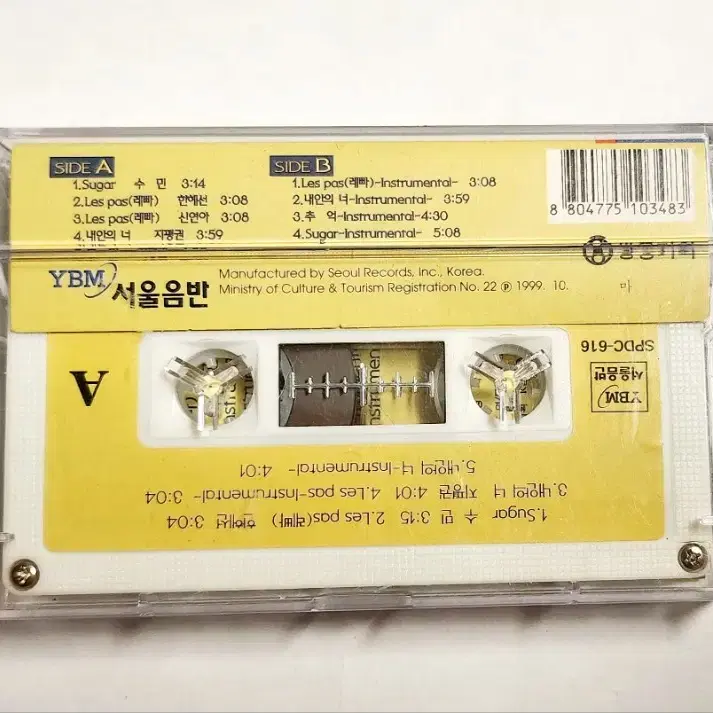 SIDE A
1.Sugar 수 민 3:14
2.Les pas(레빠) 한혜선 3:08
3.Les pas(레빠) 신연아 3:08
4.내안의 너 지평권 3:59
SIDE B
1.Les pas(레빠)-Instrumental- 3:08
2.내안의 너-Instrumental- 3:59
3.추 억-Instrumental-4:30
4.Sugar-Instrumental- 5:08
8 804775 103483
YBM 서울음반
Manufactured by Seoul Records, Inc., Korea.
Ministry of Culture & Tourism Registration No. 22 ℗ 1999. 10.
A
SPDC-616
YBM 서울음반
1.Sugar 수 민 3:15 2.Les pas(레빠) 한혜선 3:04
3.내안의 너 지평권 4:01 4.Les pas-Instrumental- 3:04
5.내안의 너-Instrumental- 4:01